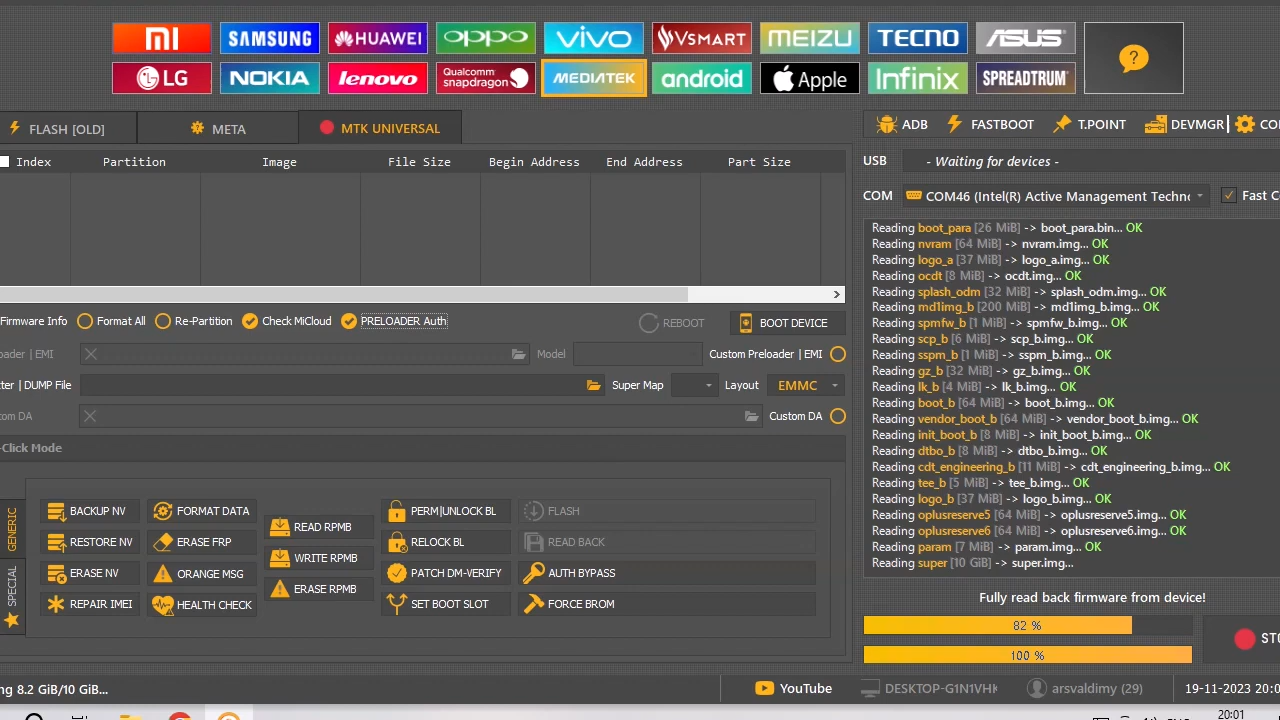 mi SAMSUNG HUAWEI oppo vivo VSMART MEIZU TECNO ASUS
LG NOKIA lenovo Qualcomm snapdragon MEDIATEK android Apple Infinix SPREADTRUM
?
FLASH [OLD] META MTK UNIVERSAL
ADB FASTBOOT T.POINT DEVMGR CO
Index Partition Image File Size Begin Address End Address Part Size
USB - Waiting for devices -
COM COM46 (Intel(R) Active Management Techn Fast C
Reading boot_para [26 MiB] -> boot_para.bin... OK
Reading nvram [64 MiB] -> nvram.img... OK
Reading logo_a [37 MiB] -> logo_a.img... OK
Reading ocdt [8 MiB] -> ocdt.img... OK
Reading splash_odm [32 MiB] -> splash_odm.img... OK
Reading md1img_b [200 MiB] -> md1img_b.img... OK
Reading spmfw_b [1 MiB] -> spmfw_b.img... OK
Reading scp_b [6 MiB] -> scp_b.img... OK
Reading sspm_b [1 MiB] -> sspm_b.img... OK
Reading gz_b [32 MiB] -> gz_b.img... OK
Reading lk_b [4 MiB] -> lk_b.img... OK
Reading boot_b [64 MiB] -> boot_b.img... OK
Reading vendor_boot_b [64 MiB] -> vendor_boot_b.img... OK
Reading init_boot_b [8 MiB] -> init_boot_b.img... OK
Reading dtbo_b [8 MiB] -> dtbo_b.img... OK
Reading cdt_engineering_b [11 MiB] -> cdt_engineering_b.img... OK
Reading tee_b [5 MiB] -> tee_b.img... OK
Reading logo_b [37 MiB] -> logo_b.img... OK
Reading oplusreserve5 [64 MiB] -> oplusreserve5.img... OK
Reading oplusreserve6 [64 MiB] -> oplusreserve6.img... OK
Reading param [7 MiB] -> param.img... OK
Reading super [10 GiB] -> super.img...
Firmware Info Format All Re-Partition Check MiCloud PRELOADER Auth REBOOT BOOT DEVICE
oader | EMI Model Custom Preloader | EMI
tter | DUMP File Super Map Layout EMMC
om DA Custom DA
-Click Mode
GENERIC
SPECIAL
BACKUP NV FORMAT DATA READ RPMB PERM|UNLOCK BL FLASH
RESTORE NV ERASE FRP WRITE RPMB RELOCK BL READ BACK
ERASE NV ORANGE MSG ERASE RPMB PATCH DM-VERIFY AUTH BYPASS
REPAIR IMEI HEALTH CHECK SET BOOT SLOT FORCE BROM
Fully read back firmware from device!
82 %
100 %
STO
ng 8.2 GiB/10 GiB... YouTube DESKTOP-G1N1VHK arsvaldimy (29) 19-11-2023 20:0
20:01